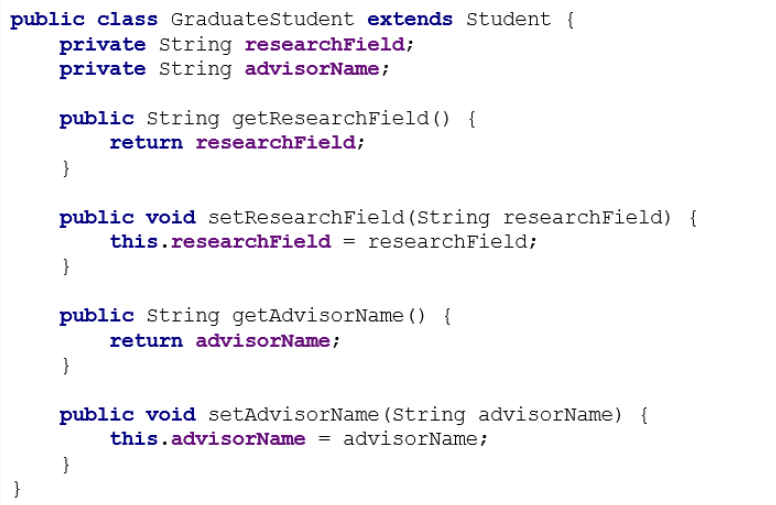 public class GraduateStudent extends Student {
    private String researchField;
    private String advisorName;

    public String getResearchField() {
        return researchField;
    }

    public void setResearchField(String researchField) {
        this.researchField = researchField;
    }

    public String getAdvisorName() {
        return advisorName;
    }

    public void setAdvisorName(String advisorName) {
        this.advisorName = advisorName;
    }
}